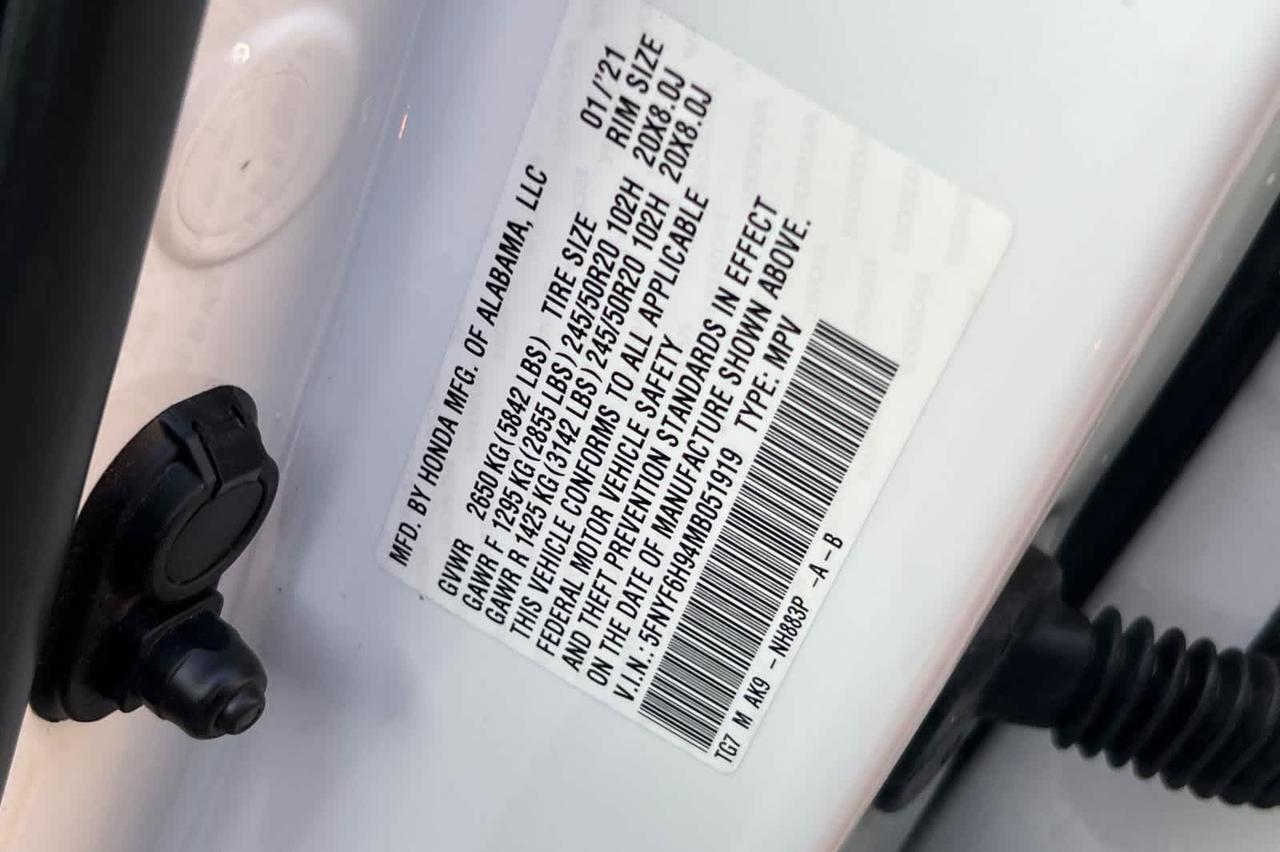 MFD. BY HONDA MFG. OF ALABAMA, LLC 01/'21
GVWR 2650 KG (5842 LBS) TIRE SIZE RIM SIZE
GAWR F 1295 KG (2855 LBS) 245/50R20 102H 20X8.0J
GAWR R 1425 KG (3142 LBS) 245/50R20 102H 20X8.0J
THIS VEHICLE CONFORMS TO ALL APPLICABLE
FEDERAL MOTOR VEHICLE SAFETY
AND THEFT PREVENTION STANDARDS IN EFFECT
ON THE DATE OF MANUFACTURE SHOWN ABOVE.
V.I.N.: 5FNYF6H94MB051919 TYPE: MPV
TG7 M AK9 - NH883P -A-B